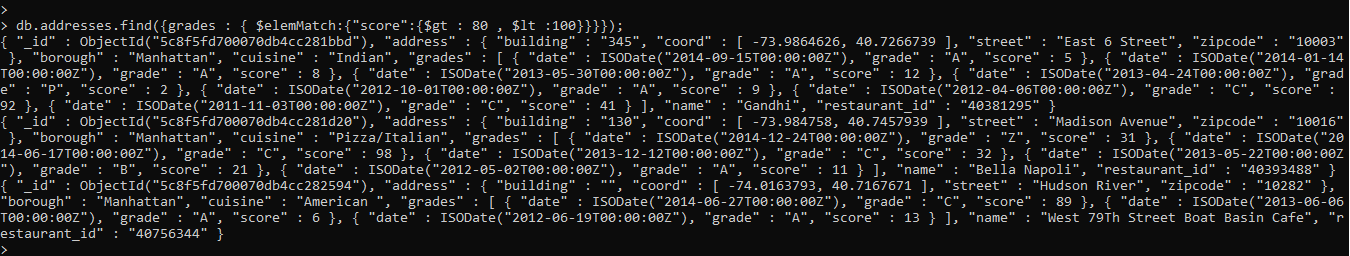 >
> db.addresses.find({grades : { $elemMatch:{"score":{$gt : 80 , $lt :100}}}});
{ "_id" : ObjectId("5c8f5fd700070db4cc281bbd"), "address" : { "building" : "345", "coord" : [ -73.9864626, 40.7266739 ], "street" : "East 6 Street", "zipcode" : "10003"
 }, "borough" : "Manhattan", "cuisine" : "Indian", "grades" : [ { "date" : ISODate("2014-09-15T00:00:00Z"), "grade" : "A", "score" : 5 }, { "date" : ISODate("2014-01-14
T00:00:00Z"), "grade" : "A", "score" : 8 }, { "date" : ISODate("2013-05-30T00:00:00Z"), "grade" : "A", "score" : 12 }, { "date" : ISODate("2013-04-24T00:00:00Z"), "gra
de" : "P", "score" : 2 }, { "date" : ISODate("2012-10-01T00:00:00Z"), "grade" : "A", "score" : 9 }, { "date" : ISODate("2012-04-06T00:00:00Z"), "grade" : "C", "score" :
92 }, { "date" : ISODate("2011-11-03T00:00:00Z"), "grade" : "C", "score" : 41 } ], "name" : "Gandhi", "restaurant_id" : "40381295" }
{ "_id" : ObjectId("5c8f5fd700070db4cc281d20"), "address" : { "building" : "130", "coord" : [ -73.984758, 40.7457939 ], "street" : "Madison Avenue", "zipcode" : "10016"
 }, "borough" : "Manhattan", "cuisine" : "Pizza/Italian", "grades" : [ { "date" : ISODate("2014-12-24T00:00:00Z"), "grade" : "Z", "score" : 31 }, { "date" : ISODate("20
14-06-17T00:00:00Z"), "grade" : "C", "score" : 98 }, { "date" : ISODate("2013-12-12T00:00:00Z"), "grade" : "C", "score" : 32 }, { "date" : ISODate("2013-05-22T00:00:00Z
"), "grade" : "B", "score" : 21 }, { "date" : ISODate("2012-05-02T00:00:00Z"), "grade" : "A", "score" : 11 } ], "name" : "Bella Napoli", "restaurant_id" : "40393488" }
{ "_id" : ObjectId("5c8f5fd700070db4cc282594"), "address" : { "building" : "", "coord" : [ -74.0163793, 40.7167671 ], "street" : "Hudson River", "zipcode" : "10282" },
"borough" : "Manhattan", "cuisine" : "American ", "grades" : [ { "date" : ISODate("2014-06-27T00:00:00Z"), "grade" : "C", "score" : 89 }, { "date" : ISODate("2013-06-06
T00:00:00Z"), "grade" : "A", "score" : 6 }, { "date" : ISODate("2012-06-19T00:00:00Z"), "grade" : "A", "score" : 13 } ], "name" : "West 79Th Street Boat Basin Cafe", "r
estaurant_id" : "40756344" }
>